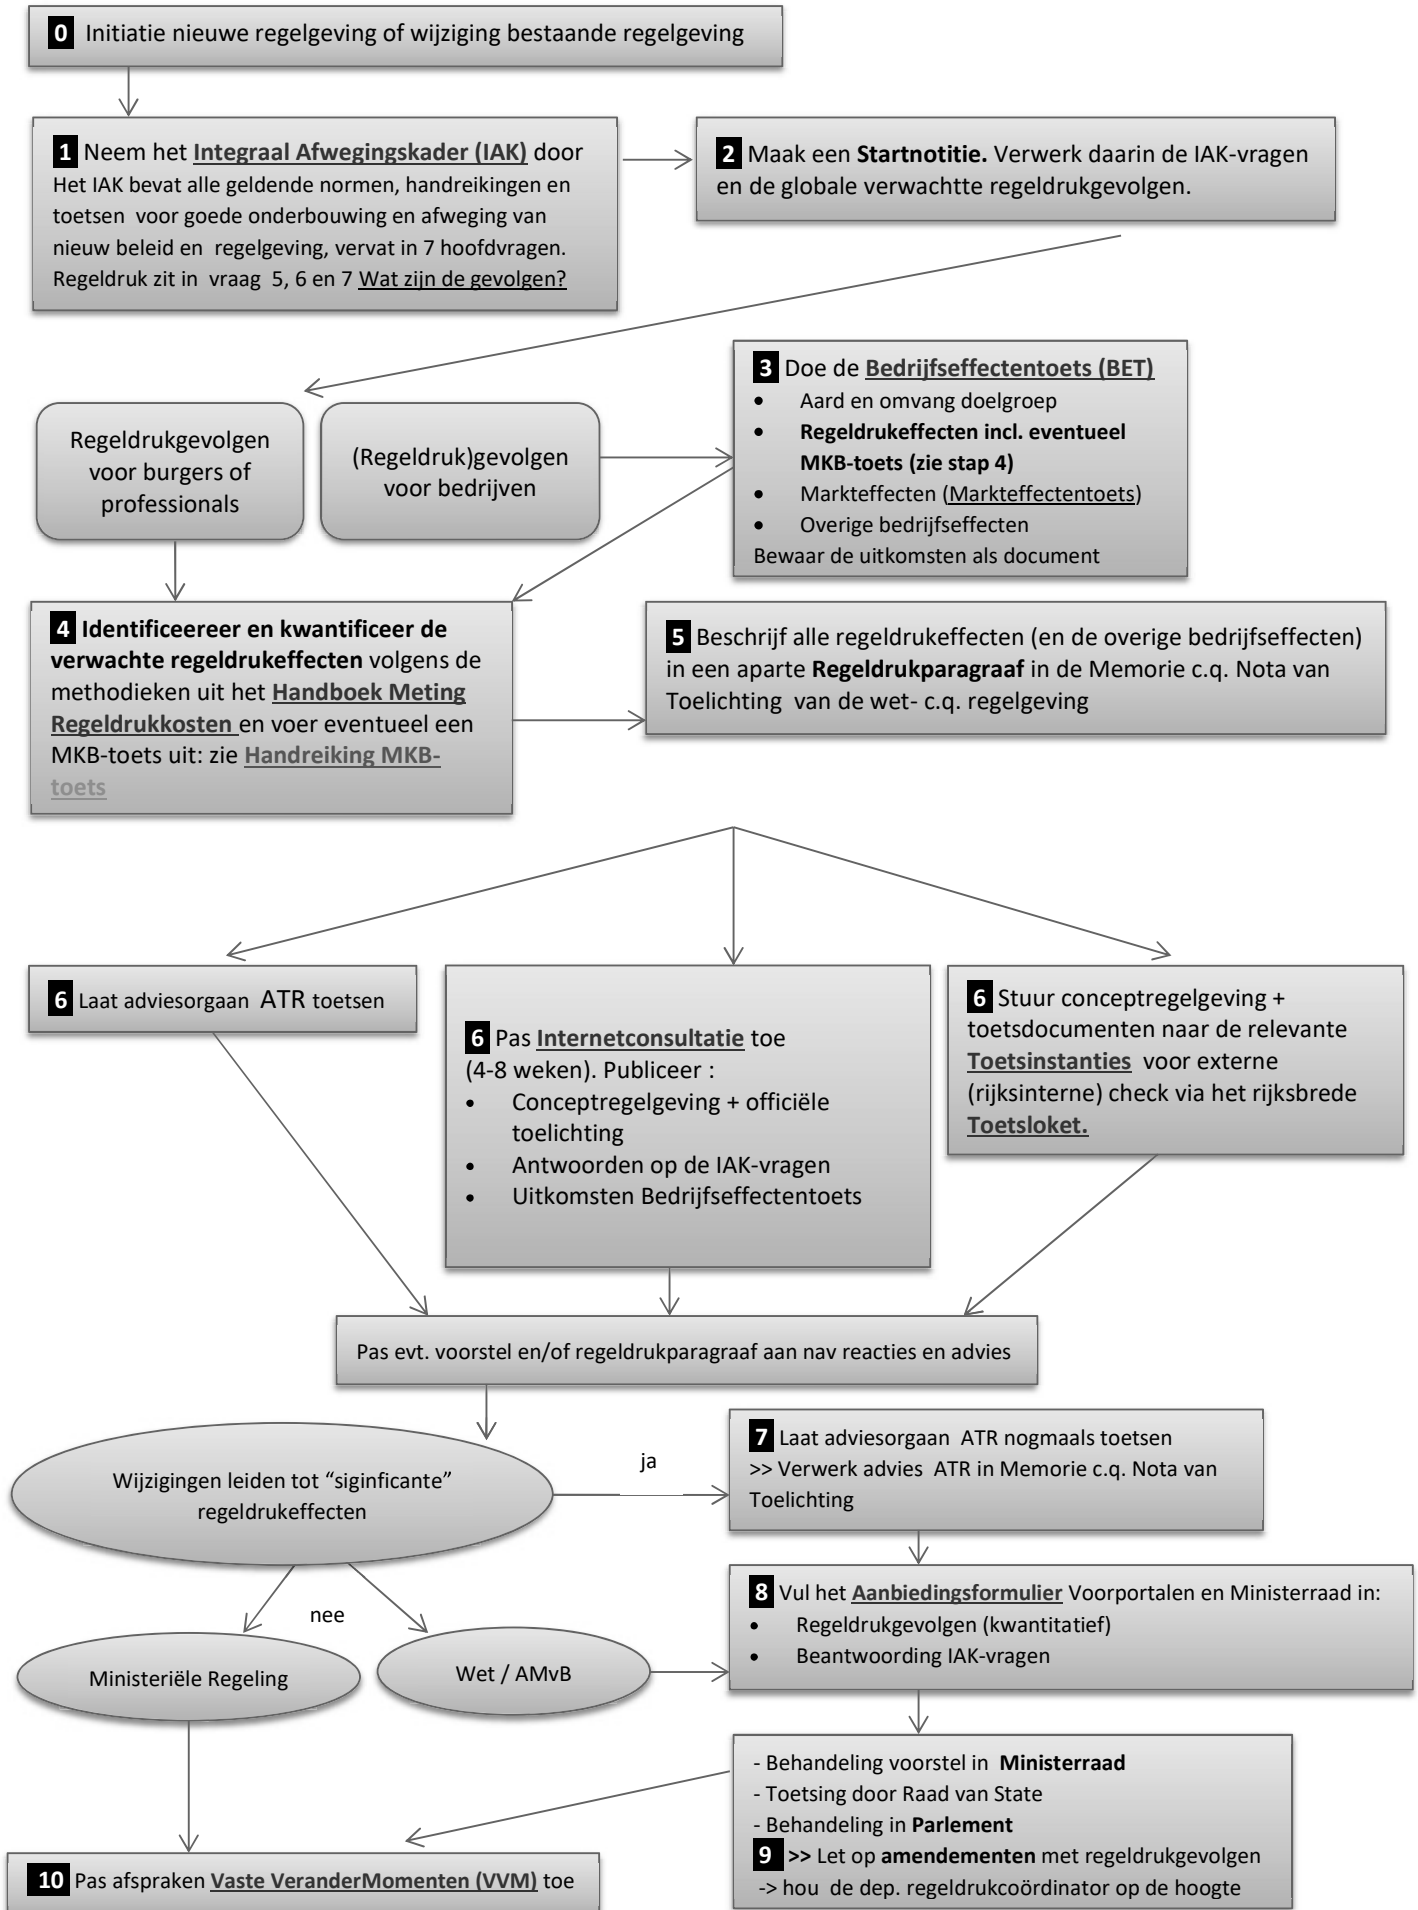 0 Initiatie nieuwe regelgeving of wijziging bestaande regelgeving
1 Neem het Integraal Afwegingskader (IAK) door
Het IAK bevat alle geldende normen, handreikingen en
toetsen voor goede onderbouwing en afweging van
nieuw beleid en regelgeving, vervat in 7 hoofdvragen.
Regeldruk zit in vraag 5, 6 en 7 Wat zijn de gevolgen?
2 Maak een Startnotitie. Verwerk daarin de IAK-vragen
en de globale verwachtte regeldrukgevolgen.
Regeldrukgevolgen
voor burgers of
professionals
(Regeldruk)gevolgen
voor bedrijven
3 Doe de Bedrijfseffectentoets (BET)
• Aard en omvang doelgroep
• Regeldrukeffecten incl. eventueel
MKB-toets (zie stap 4)
• Markteffecten (Markteffectentoets)
• Overige bedrijfseffecten
Bewaar de uitkomsten als document
4 Identificeereer en kwantificeer de
verwachte regeldrukeffecten volgens de
methodieken uit het Handboek Meting
Regeldrukkosten en voer eventueel een
MKB-toets uit: zie Handreiking MKB-
toets
5 Beschrijf alle regeldrukeffecten (en de overige bedrijfseffecten)
in een aparte Regeldrukparagraaf in de Memorie c.q. Nota van
Toelichting van de wet- c.q. regelgeving
6 Laat adviesorgaan ATR toetsen
6 Pas Internetconsultatie toe
(4-8 weken). Publiceer :
• Conceptregelgeving + officiële
toelichting
• Antwoorden op de IAK-vragen
• Uitkomsten Bedrijfseffectentoets
6 Stuur conceptregelgeving +
toetsdocumenten naar de relevante
Toetsinstanties voor externe
(rijksinterne) check via het rijksbrede
Toetsloket.
Pas evt. voorstel en/of regeldrukparagraaf aan nav reacties en advies
Wijzigingen leiden tot “siginficante”
regeldrukeffecten
ja
7 Laat adviesorgaan ATR nogmaals toetsen
>> Verwerk advies ATR in Memorie c.q. Nota van
Toelichting
nee
Ministeriële Regeling
Wet / AMvB
8 Vul het Aanbiedingsformulier Voorportalen en Ministerraad in:
• Regeldrukgevolgen (kwantitatief)
• Beantwoording IAK-vragen
- Behandeling voorstel in Ministerraad
- Toetsing door Raad van State
- Behandeling in Parlement
9 >> Let op amendementen met regeldrukgevolgen
-> hou de dep. regeldrukcoördinator op de hoogte
10 Pas afspraken Vaste VeranderMomenten (VVM) toe